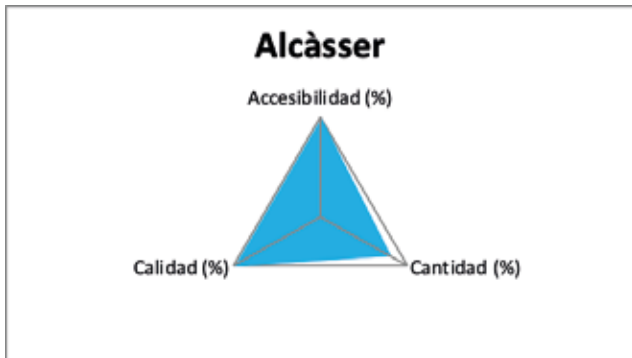 Alcàsser
Accesibilidad (%)
Calidad (%)
Cantidad (%)